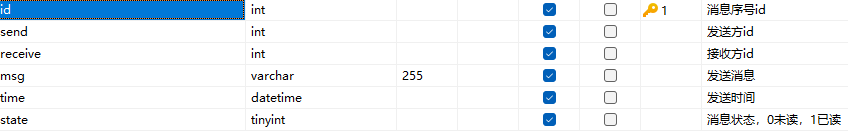 id int 1 消息序号id
send int 发送方id
receive int 接收方id
msg varchar 255 发送消息
time datetime 发送时间
state tinyint 消息状态，0未读，1已读